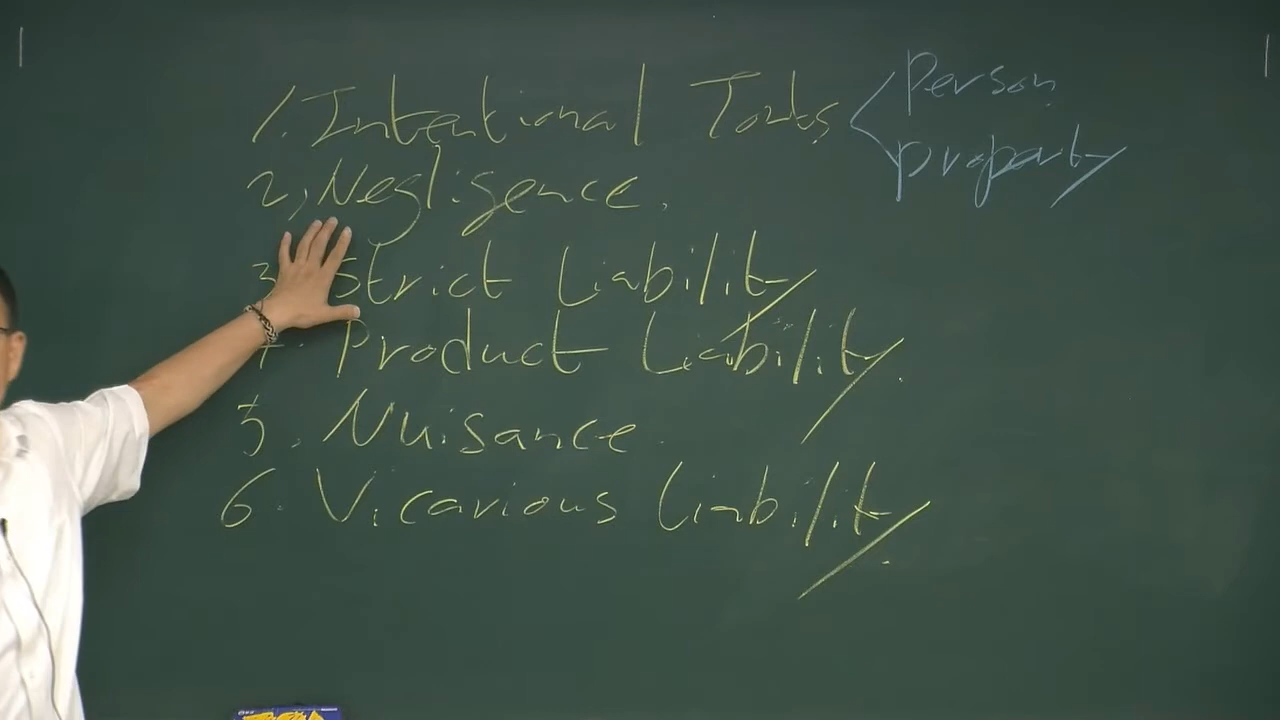 1. Intentional Torts
Person
property
2, Negligence.
3. Strict Liability
4. Product Liability.
5. Nuisance.
6. Vicarious Liability.